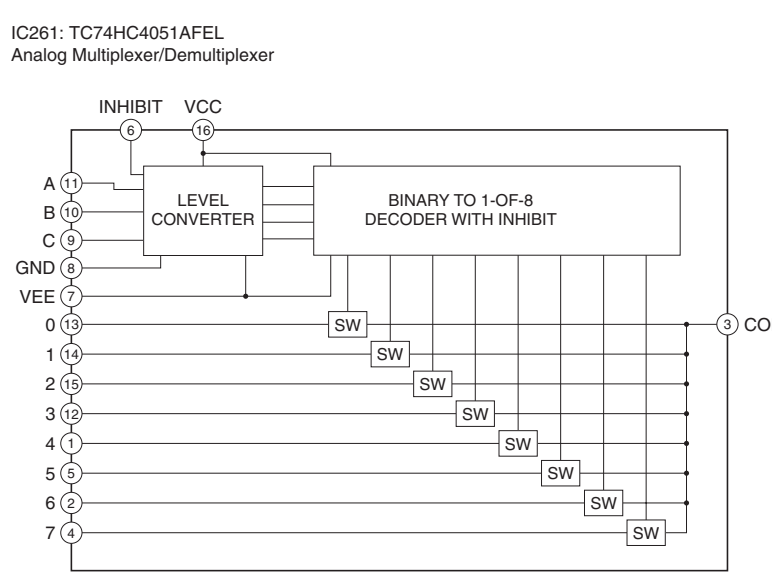 IC261: TC74HC4051AFEL
Analog Multiplexer/Demultiplexer
INHIBIT VCC
6 16
A 11
LEVEL CONVERTER
BINARY TO 1-OF-8
DECODER WITH INHIBIT
B 10
C 9
GND 8
VEE 7
0 13 SW 3 CO
1 14 SW
2 15 SW
3 12 SW
4 1 SW
5 5 SW
6 2 SW
7 4 SW